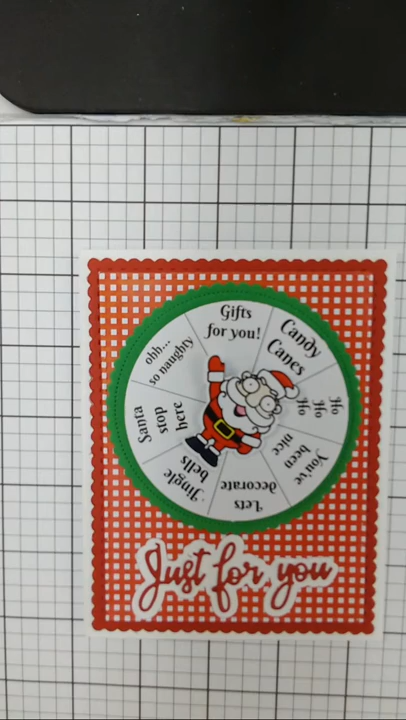 Gifts
for you!
Candy
Canes
Ho
Ho
Ho
You've
been
nice
Lets
decorate
Jingle
bells
Santa
stop
here
ohh...
so naughty
Just for you